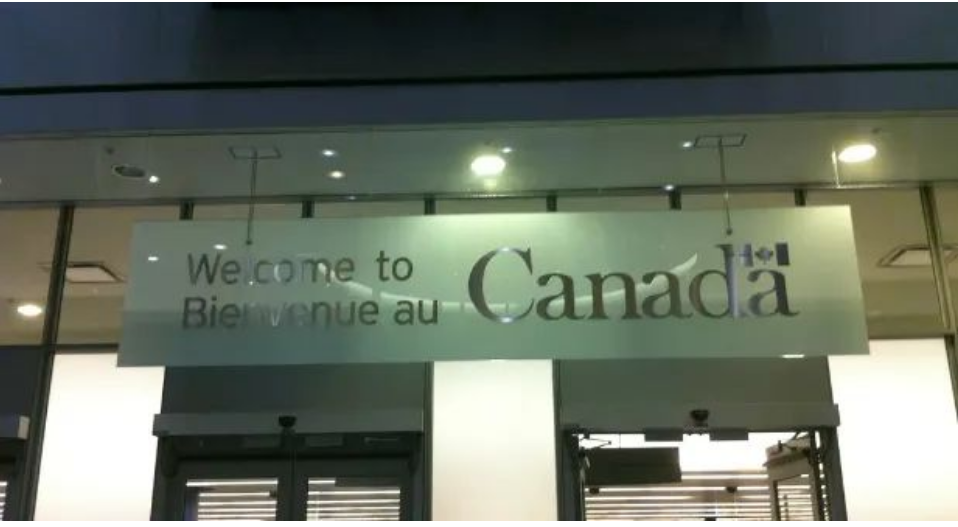 Welcome to
Bienvenue au
Canada